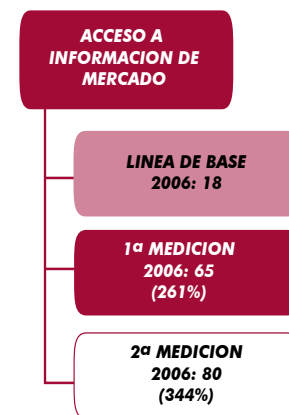 ACCESO A
INFORMACION DE
MERCADO
LINEA DE BASE
2006: 18
1ª MEDICION
2006: 65
(261%)
2ª MEDICION
2006: 80
(344%)